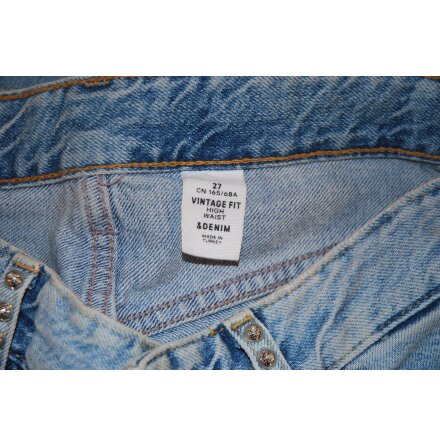 27
CN 165/68A
VINTAGE FIT
HIGH
WAIST
&DENIM
MADE IN
TURKEY